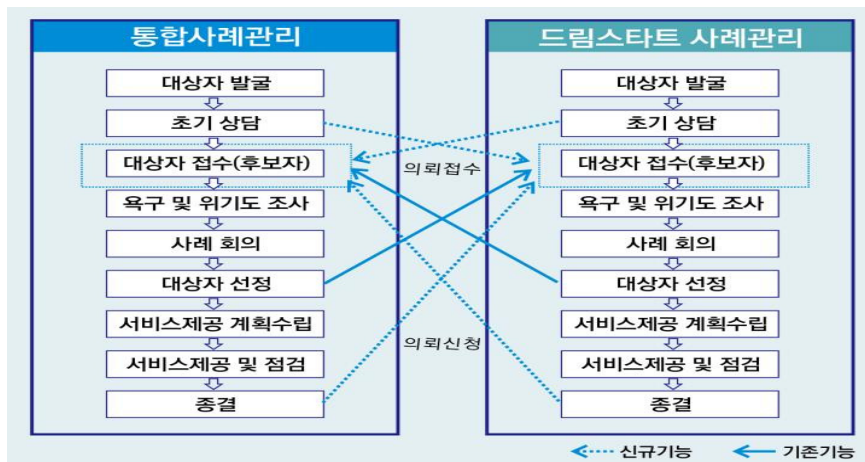 통합사례관리
대상자 발굴
초기 상담
대상자 접수(후보자)
욕구 및 위기도 조사
사례 회의
대상자 선정
서비스제공 계획수립
서비스제공 및 점검
종결
의뢰접수
의뢰신청
드림스타트 사례관리
대상자 발굴
초기 상담
대상자 접수(후보자)
욕구 및 위기도 조사
사례 회의
대상자 선정
서비스제공 계획수립
서비스제공 및 점검
종결
신규기능 기존기능